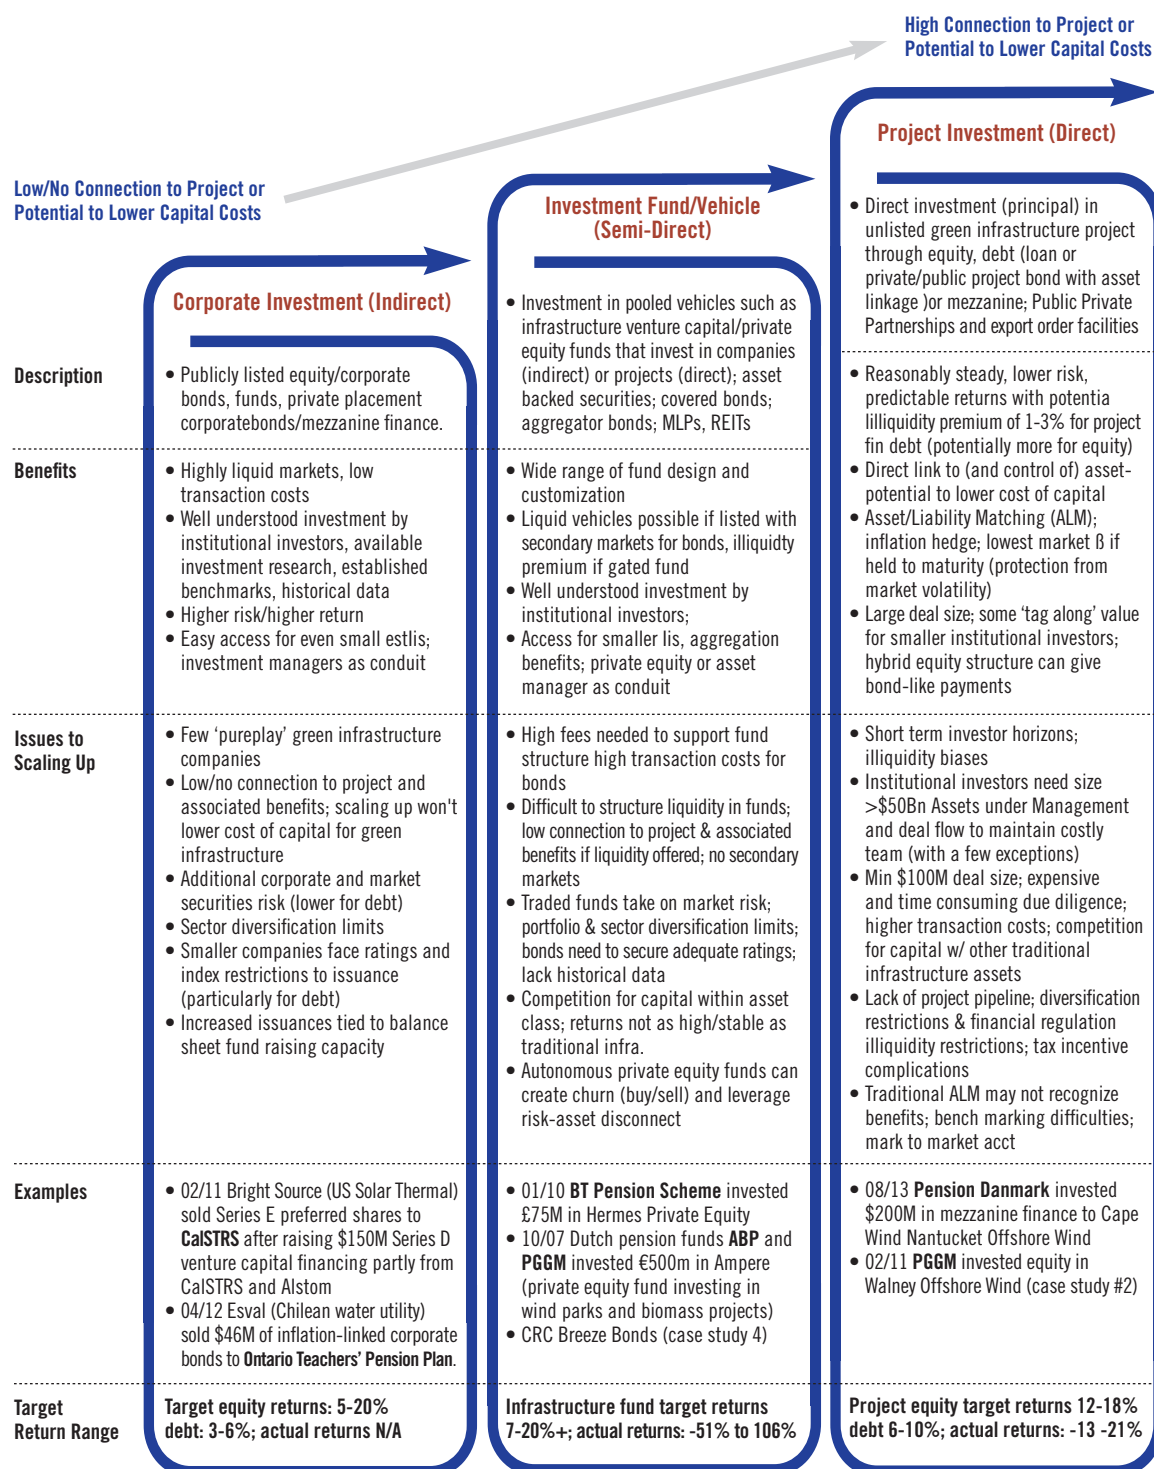 High Connection to Project or
Potential to Lower Capital Costs
Low/No Connection to Project or
Potential to Lower Capital Costs
Corporate Investment (Indirect)
Investment Fund/Vehicle
(Semi-Direct)
Project Investment (Direct)
Description
• Publicly listed equity/corporate
bonds, funds, private placement
corporatebonds/mezzanine finance.
• Investment in pooled vehicles such as
infrastructure venture capital/private
equity funds that invest in companies
(indirect) or projects (direct); asset
backed securities; covered bonds;
aggregator bonds; MLPs, REITs
• Direct investment (principal) in
unlisted green infrastructure project
through equity, debt (loan or
private/public project bond with asset
linkage )or mezzanine; Public Private
Partnerships and export order facilities
Benefits
• Highly liquid markets, low
transaction costs
• Well understood investment by
institutional investors, available
investment research, established
benchmarks, historical data
• Higher risk/higher return
• Easy access for even small estlis;
investment managers as conduit
• Wide range of fund design and
customization
• Liquid vehicles possible if listed with
secondary markets for bonds, illiquidty
premium if gated fund
• Well understood investment by
institutional investors;
• Access for smaller lis, aggregation
benefits; private equity or asset
manager as conduit
• Reasonably steady, lower risk,
predictable returns with potentia
lilliquidity premium of 1-3% for project
fin debt (potentially more for equity)
• Direct link to (and control of) asset-
potential to lower cost of capital
• Asset/Liability Matching (ALM);
inflation hedge; lowest market ß if
held to maturity (protection from
market volatility)
• Large deal size; some ‘tag along’ value
for smaller institutional investors;
hybrid equity structure can give
bond-like payments
Issues to
Scaling Up
• Few ‘pureplay’ green infrastructure
companies
• Low/no connection to project and
associated benefits; scaling up won't
lower cost of capital for green
infrastructure
• Additional corporate and market
securities risk (lower for debt)
• Sector diversification limits
• Smaller companies face ratings and
index restrictions to issuance
(particularly for debt)
• Increased issuances tied to balance
sheet fund raising capacity
• High fees needed to support fund
structure high transaction costs for
bonds
• Difficult to structure liquidity in funds;
low connection to project & associated
benefits if liquidity offered; no secondary
markets
• Traded funds take on market risk;
portfolio & sector diversification limits;
bonds need to secure adequate ratings;
lack historical data
• Competition for capital within asset
class; returns not as high/stable as
traditional infra.
• Autonomous private equity funds can
create churn (buy/sell) and leverage
risk-asset disconnect
• Short term investor horizons;
illiquidity biases
• Institutional investors need size
>$50Bn Assets under Management
and deal flow to maintain costly
team (with a few exceptions)
• Min $100M deal size; expensive
and time consuming due diligence;
higher transaction costs; competition
for capital w/ other traditional
infrastructure assets
• Lack of project pipeline; diversification
restrictions & financial regulation
illiquidity restrictions; tax incentive
complications
• Traditional ALM may not recognize
benefits; bench marking difficulties;
mark to market acct
Examples
• 02/11 Bright Source (US Solar Thermal)
sold Series E preferred shares to
CalSTRS after raising $150M Series D
venture capital financing partly from
CalSTRS and Alstom
• 04/12 Esval (Chilean water utility)
sold $46M of inflation-linked corporate
bonds to Ontario Teachers’ Pension Plan.
• 01/10 BT Pension Scheme invested
£75M in Hermes Private Equity
• 10/07 Dutch pension funds ABP and
PGGM invested €500m in Ampere
(private equity fund investing in
wind parks and biomass projects)
• CRC Breeze Bonds (case study 4)
• 08/13 Pension Danmark invested
$200M in mezzanine finance to Cape
Wind Nantucket Offshore Wind
• 02/11 PGGM invested equity in
Walney Offshore Wind (case study #2)
Target
Return Range
Target equity returns: 5-20%
debt: 3-6%; actual returns N/A
Infrastructure fund target returns
7-20%+; actual returns: -51% to 106%
Project equity target returns 12-18%
debt 6-10%; actual returns: -13 -21%